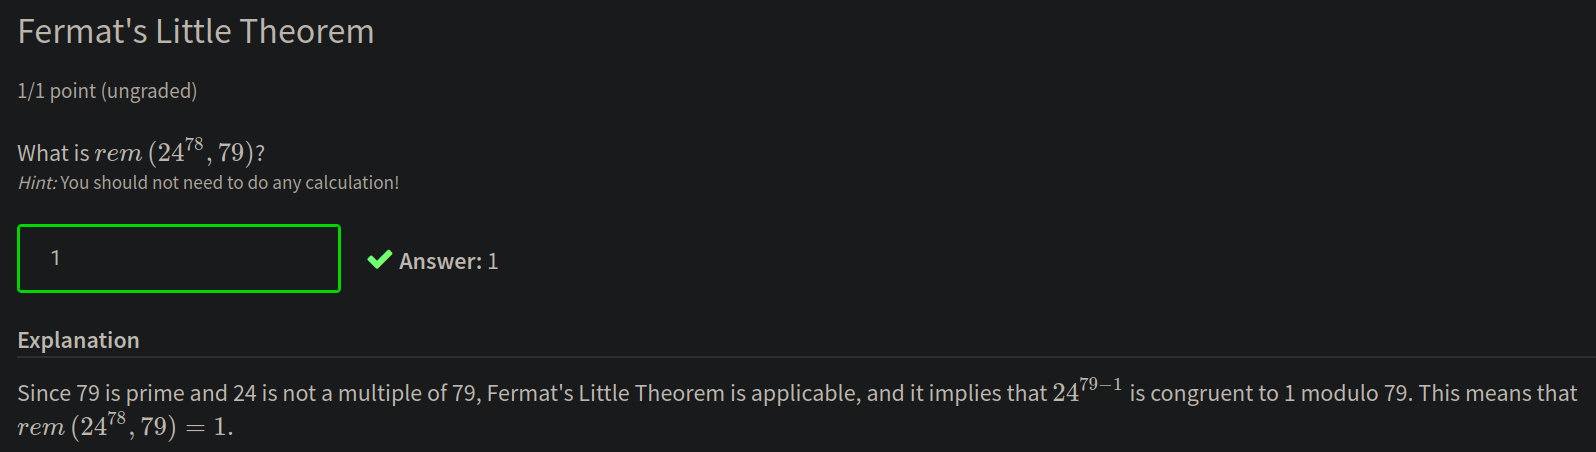 Fermat's Little Theorem
1/1 point (ungraded)
What is rem (24^78, 79)?
Hint: You should not need to do any calculation!
1
Answer: 1
Explanation
Since 79 is prime and 24 is not a multiple of 79, Fermat's Little Theorem is applicable, and it implies that 24^79−1 is congruent to 1 modulo 79. This means that
rem (24^78, 79) = 1.